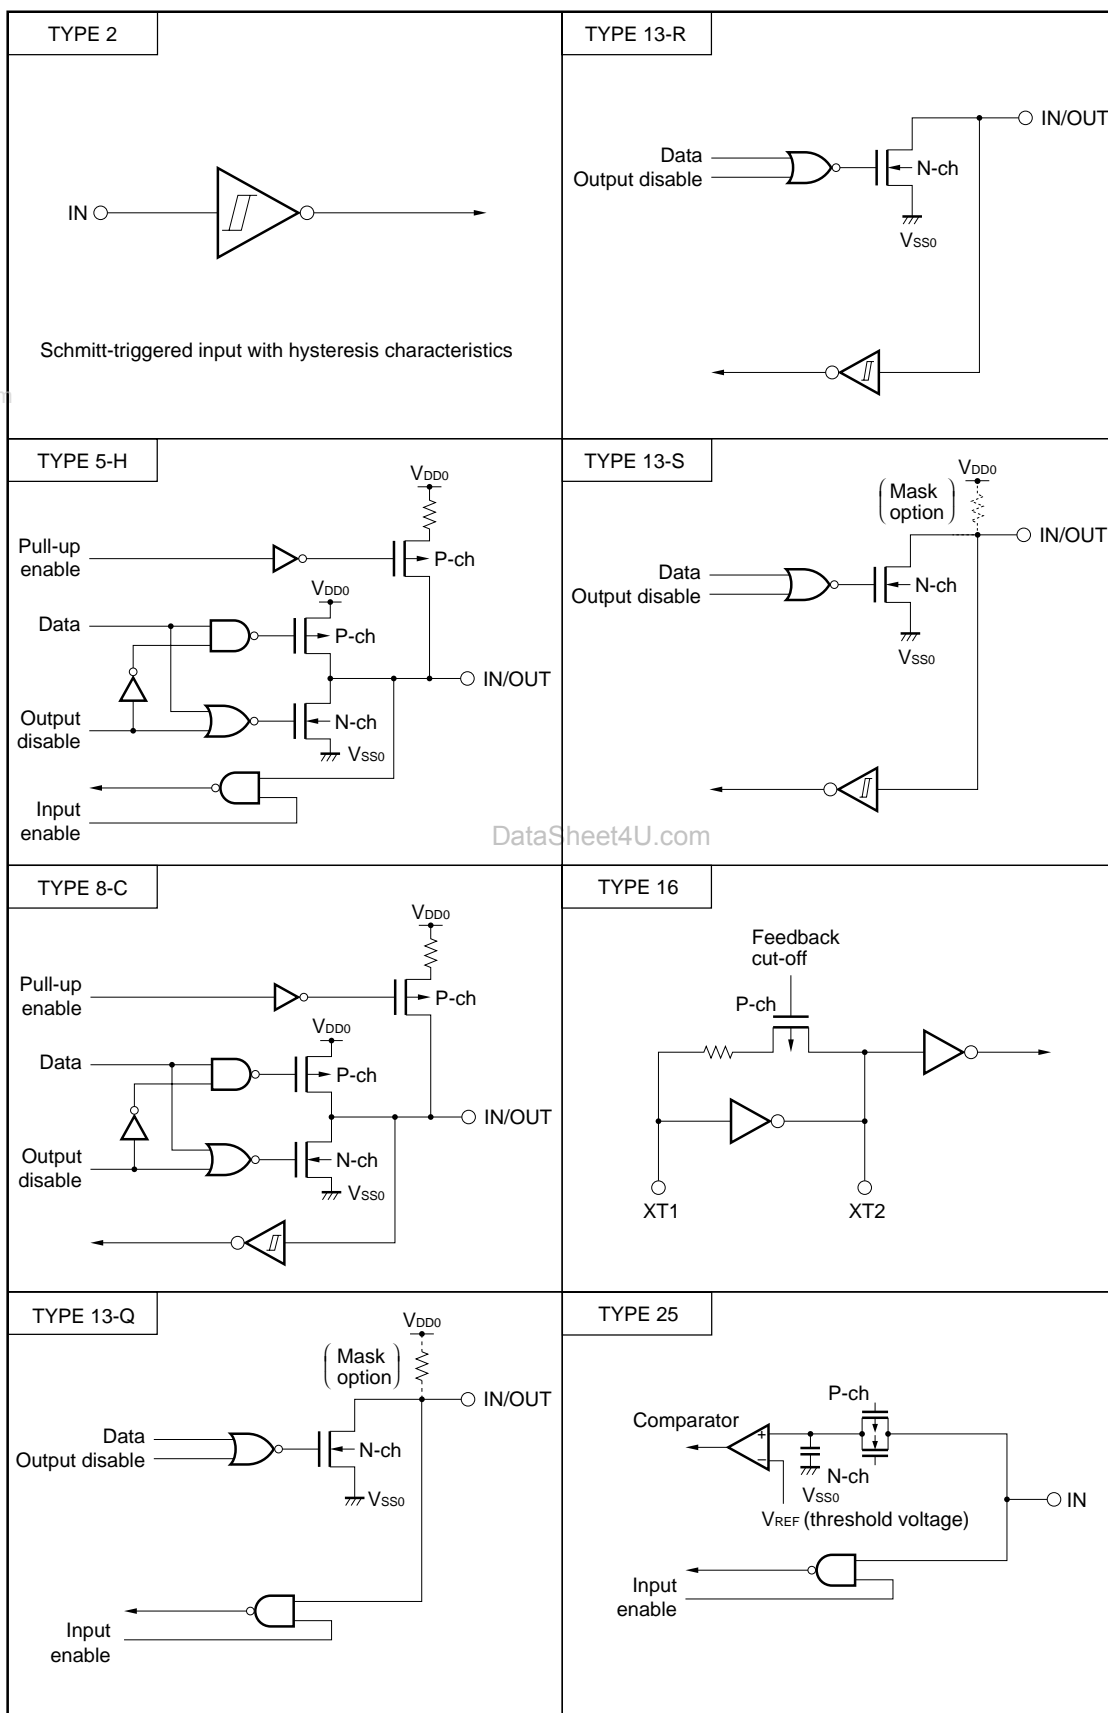 TYPE 2
IN
Schmitt-triggered input with hysteresis characteristics
TYPE 13-R
Data
Output disable
N-ch
VSS0
IN/OUT
TYPE 5-H
Pull-up
enable
VDD0
P-ch
VDD0
Data
P-ch
IN/OUT
Output
disable
N-ch
VSS0
Input
enable
TYPE 13-S
VDD0
(Mask
option)
IN/OUT
Data
Output disable
N-ch
VSS0
DataSheet4U.com
TYPE 8-C
VDD0
Pull-up
enable
P-ch
VDD0
Data
P-ch
IN/OUT
Output
disable
N-ch
VSS0
TYPE 16
Feedback
cut-off
P-ch
XT1
XT2
TYPE 13-Q
VDD0
(Mask
option)
IN/OUT
Data
Output disable
N-ch
VSS0
Input
enable
TYPE 25
P-ch
Comparator
+
−
N-ch
VSS0
VREF (threshold voltage)
IN
Input
enable